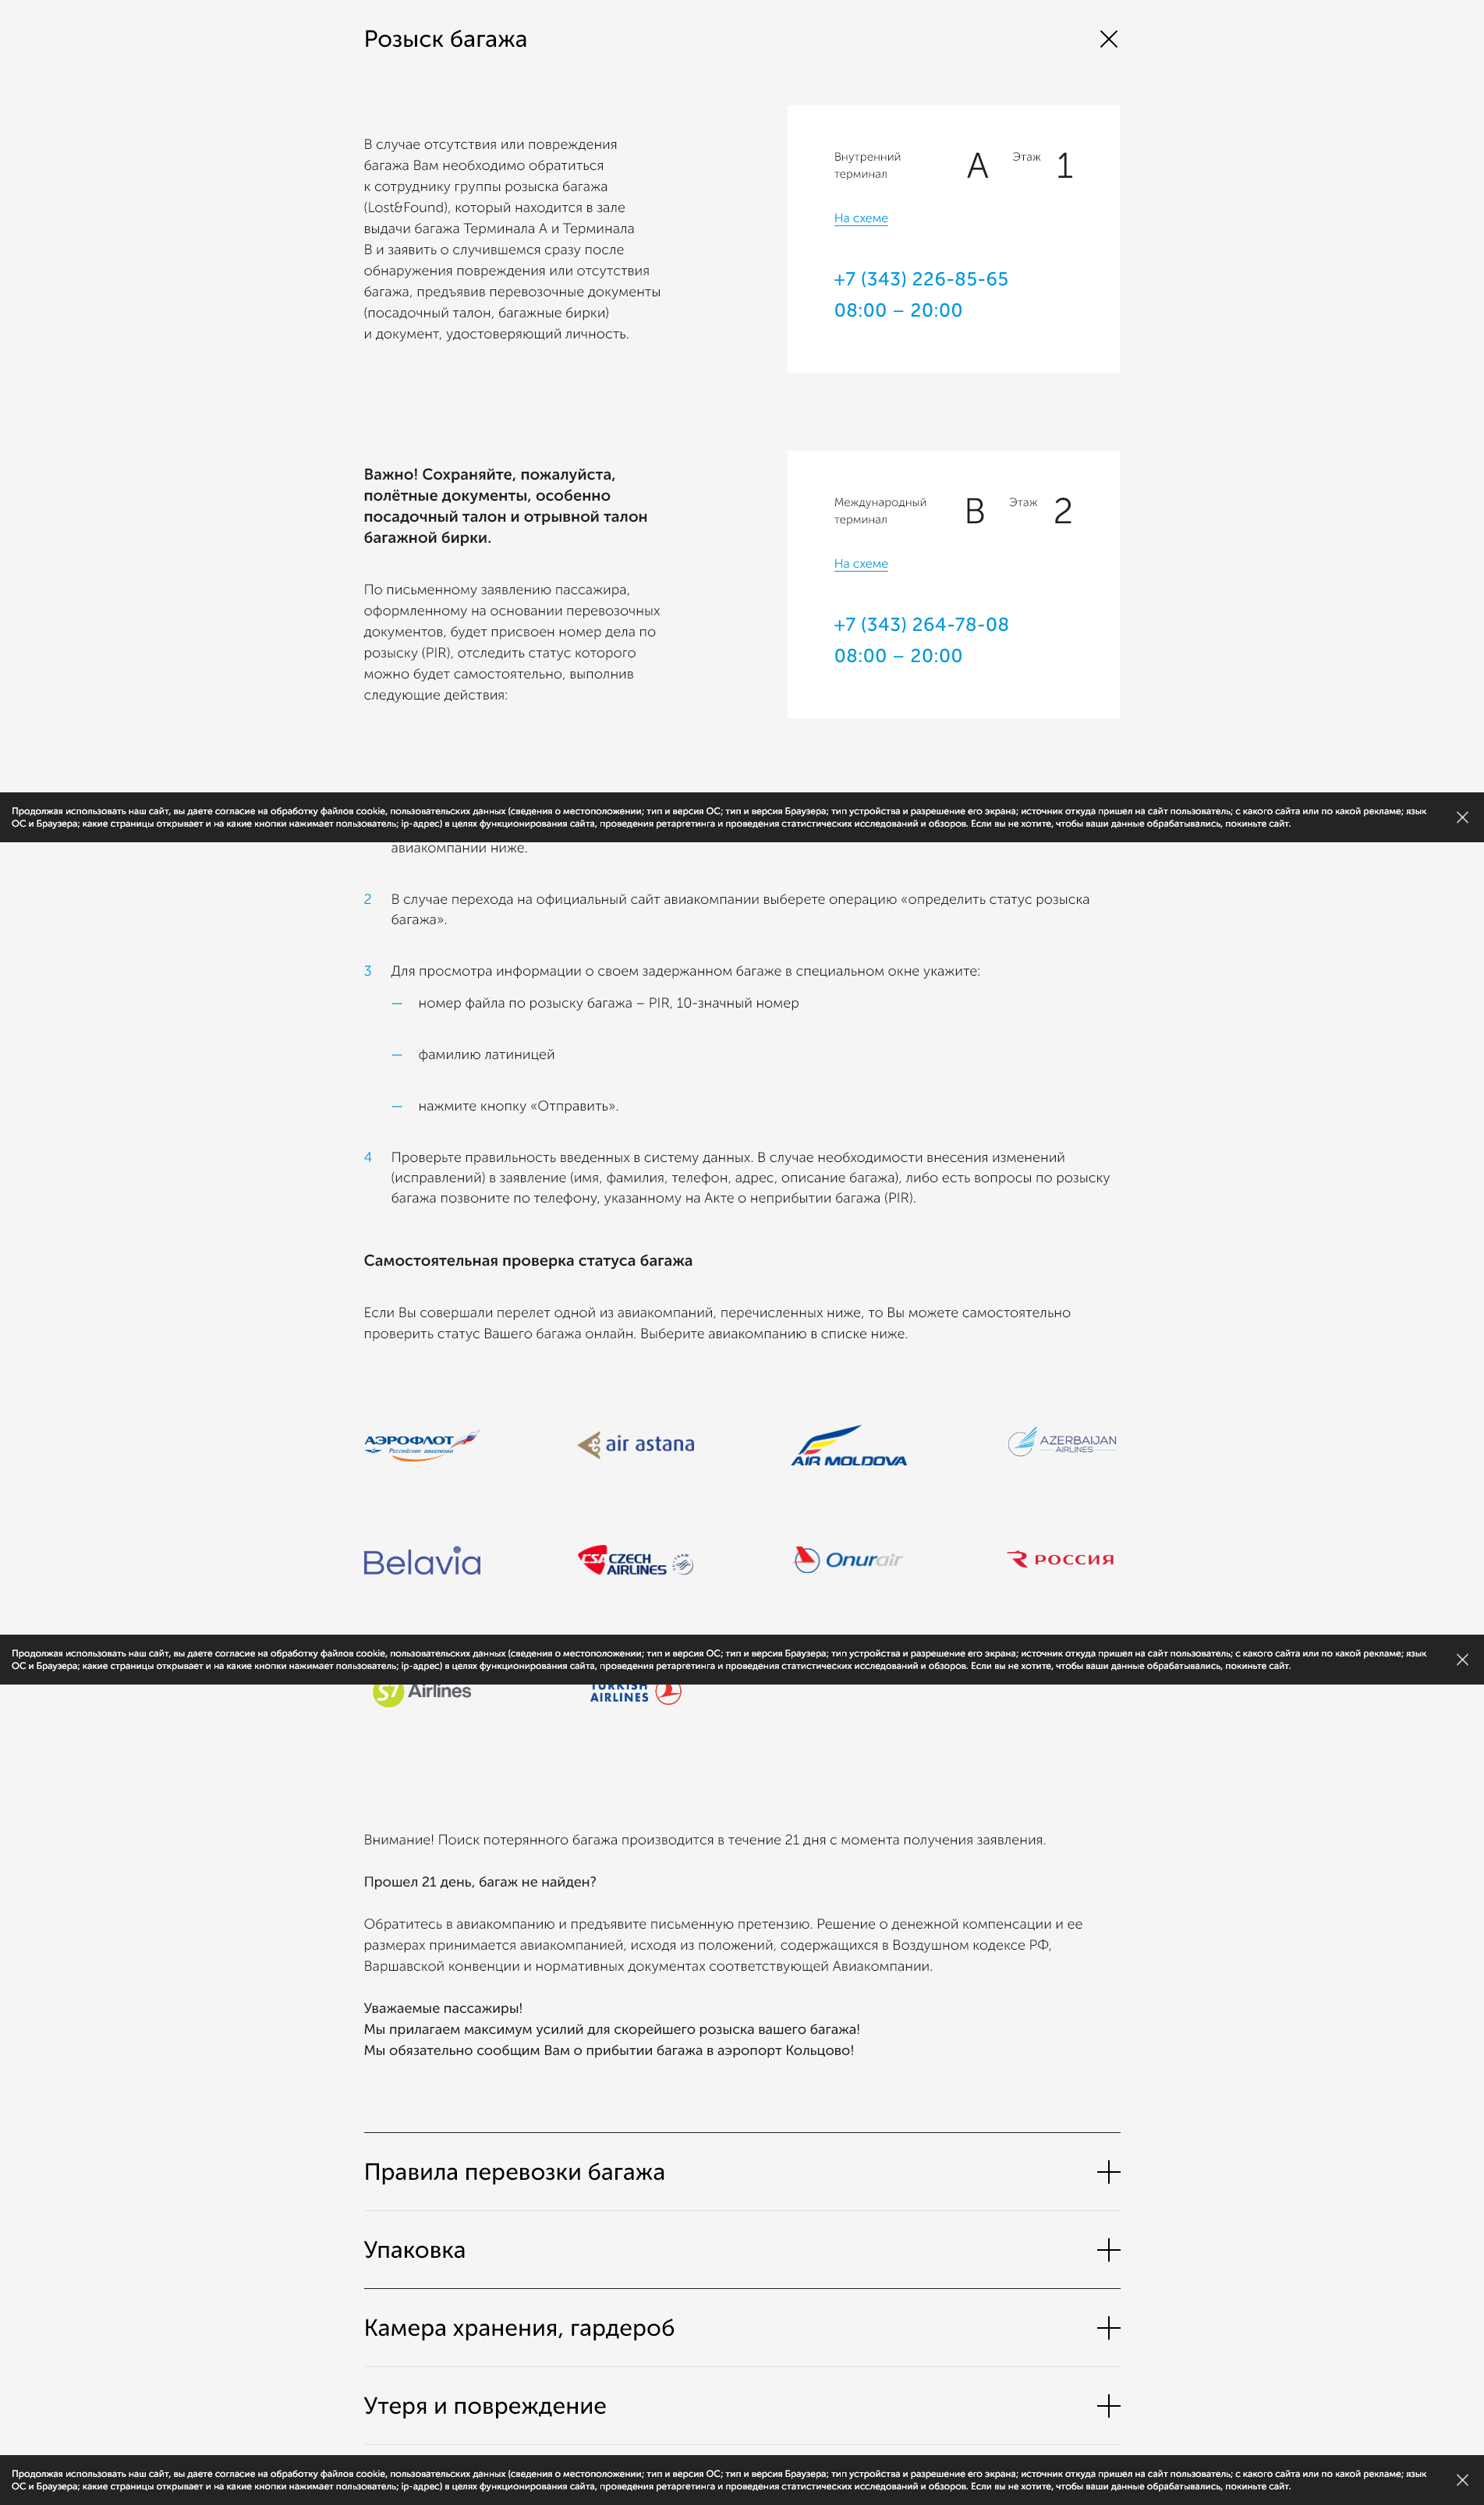 Розыск багажа
В случае отсутствия или повреждения
багажа Вам необходимо обратиться
к сотруднику группы розыска багажа
(Lost&Found), который находится в зале
выдачи багажа Терминала А и Терминала
В и заявить о случившемся сразу после
обнаружения повреждения или отсутствия
багажа, предъявив перевозочные документы
(посадочный талон, багажные бирки)
и документ, удостоверяющий личность.
Внутренний
терминал
A
Этаж
1
На схеме
+7 (343) 226-85-65
08:00 – 20:00
Важно! Сохраняйте, пожалуйста,
полётные документы, особенно
посадочный талон и отрывной талон
багажной бирки.
По письменному заявлению пассажира,
оформленному на основании перевозочных
документов, будет присвоен номер дела по
розыску (PIR), отследить статус которого
можно будет самостоятельно, выполнив
следующие действия:
Международный
терминал
B
Этаж
2
На схеме
+7 (343) 264-78-08
08:00 – 20:00
Продолжая использовать наш сайт, вы даете согласие на обработку файлов cookie, пользовательских данных (сведения о местоположении; тип и версия ОС; тип и версия Браузера; тип устройства и разрешение его экрана; источник откуда пришел на сайт пользователь; с какого сайта или по какой рекламе; язык
ОС и Браузера; какие страницы открывает и на какие кнопки нажимает пользователь; ip-адрес) в целях функционирования сайта, проведения ретаргетинга и проведения статистических исследований и обзоров. Если вы не хотите, чтобы ваши данные обрабатывались, покиньте сайт.
авиакомпании ниже.
2 В случае перехода на официальный сайт авиакомпании выберете операцию «определить статус розыска
багажа».
3 Для просмотра информации о своем задержанном багаже в специальном окне укажите:
— номер файла по розыску багажа – PIR, 10-значный номер
— фамилию латиницей
— нажмите кнопку «Отправить».
4 Проверьте правильность введенных в систему данных. В случае необходимости внесения изменений
(исправлений) в заявление (имя, фамилия, телефон, адрес, описание багажа), либо есть вопросы по розыску
багажа позвоните по телефону, указанному на Акте о неприбытии багажа (PIR).
Самостоятельная проверка статуса багажа
Если Вы совершали перелет одной из авиакомпаний, перечисленных ниже, то Вы можете самостоятельно
проверить статус Вашего багажа онлайн. Выберите авиакомпанию в списке ниже.
АЭРОФЛОТ
Российские авиалинии
air astana
AIR MOLDOVA
AZERBAIJAN
AIRLINES
Belavia
CSA CZECH
AIRLINES
Onurair
РОССИЯ
Продолжая использовать наш сайт, вы даете согласие на обработку файлов cookie, пользовательских данных (сведения о местоположении; тип и версия ОС; тип и версия Браузера; тип устройства и разрешение его экрана; источник откуда пришел на сайт пользователь; с какого сайта или по какой рекламе; язык
ОС и Браузера; какие страницы открывает и на какие кнопки нажимает пользователь; ip-адрес) в целях функционирования сайта, проведения ретаргетинга и проведения статистических исследований и обзоров. Если вы не хотите, чтобы ваши данные обрабатывались, покиньте сайт.
S7 Airlines
TURKISH
AIRLINES
Внимание! Поиск потерянного багажа производится в течение 21 дня с момента получения заявления.
Прошел 21 день, багаж не найден?
Обратитесь в авиакомпанию и предъявите письменную претензию. Решение о денежной компенсации и ее
размерах принимается авиакомпанией, исходя из положений, содержащихся в Воздушном кодексе РФ,
Варшавской конвенции и нормативных документах соответствующей Авиакомпании.
Уважаемые пассажиры!
Мы прилагаем максимум усилий для скорейшего розыска вашего багажа!
Мы обязательно сообщим Вам о прибытии багажа в аэропорт Кольцово!
Правила перевозки багажа
Упаковка
Камера хранения, гардероб
Утеря и повреждение
Продолжая использовать наш сайт, вы даете согласие на обработку файлов cookie, пользовательских данных (сведения о местоположении; тип и версия ОС; тип и версия Браузера; тип устройства и разрешение его экрана; источник откуда пришел на сайт пользователь; с какого сайта или по какой рекламе; язык
ОС и Браузера; какие страницы открывает и на какие кнопки нажимает пользователь; ip-адрес) в целях функционирования сайта, проведения ретаргетинга и проведения статистических исследований и обзоров. Если вы не хотите, чтобы ваши данные обрабатывались, покиньте сайт.